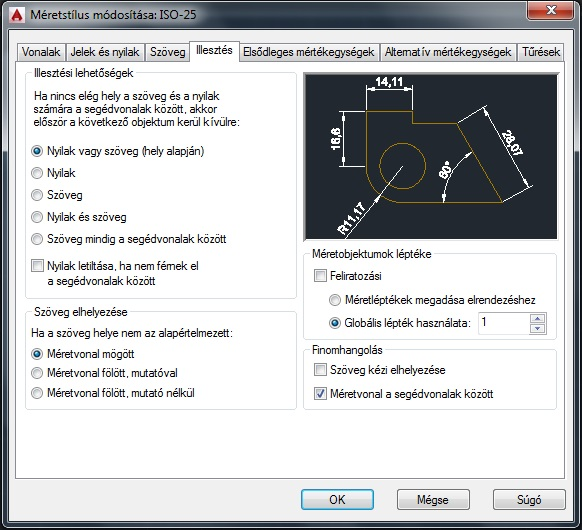 Méretstílus módosítása: ISO-25
Vonalak
Jelek és nyilak
Szöveg
Illesztés
Elsődleges mértékegységek
Alternatív mértékegységek
Tűrések
Illesztési lehetőségek
Ha nincs elég hely a szöveg és a nyilak
számára a segédvonalak között, akkor
először a következő objektum kerül kívülre:
Nyilak vagy szöveg (hely alapján)
Nyilak
Szöveg
Nyilak és szöveg
Szöveg mindig a segédvonalak között
Nyilak letiltása, ha nem férnek el
a segédvonalak között
Szöveg elhelyezése
Ha a szöveg helye nem az alapértelmezett:
Méretvonal mögött
Méretvonal fölött, mutatóval
Méretvonal fölött, mutató nélkül
14,11
16,6
28,07
60°
R11,17
Méretobjektumok léptéke
Feliratozási
Méretléptékek megadása elrendezéshez
Globális lépték használata:
1
Finomhangolás
Szöveg kézi elhelyezése
Méretvonal a segédvonalak között
OK
Mégse
Súgó